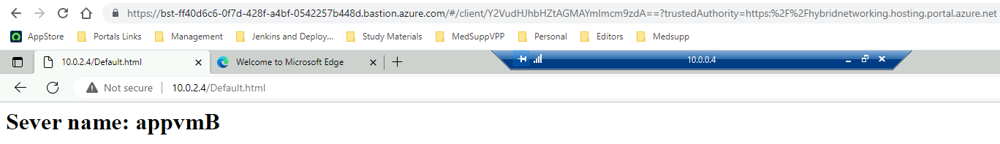 https://bst-ff40d6c6-0f7d-428f-a4bf-0542257b448d.bastion.azure.com/#/client/Y2VudHJhbHZtAGMAYmlmcm9zdA==?trustedAuthority=https:%2F%2Fhybridnetworking.hosting.portal.azure.net
AppStore Portals Links Management Jenkins and Deploy... Study Materials MedSuppVPP Personal Editors Medsupp
10.0.2.4/Default.html Welcome to Microsoft Edge 10.0.0.4
Not secure 10.0.2.4/Default.html
Sever name: appvmB